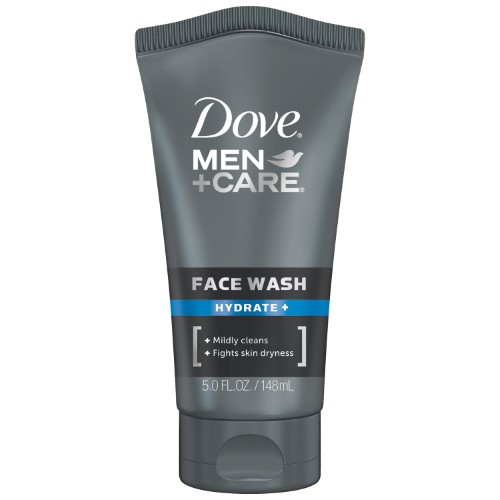 Dove®
MEN
+CARE®
FACE WASH
HYDRATE +
+ Mildly cleans
+ Fights skin dryness
5.0 FL.OZ./148mL